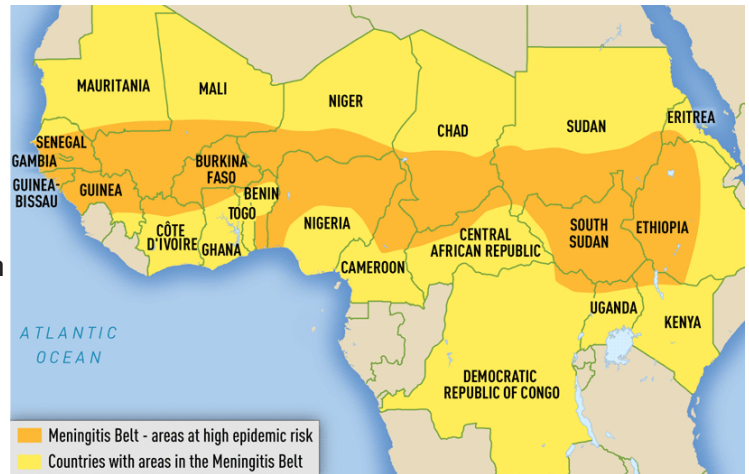 MAURITANIA
MALI
NIGER
CHAD
SUDAN
ERITREA
SENEGAL
GAMBIA
GUINEA-
BISSAU
GUINEA
BURKINA
FASO
BENIN
TOGO
CÔTE
D'IVOIRE
GHANA
NIGERIA
CAMEROON
CENTRAL
AFRICAN REPUBLIC
SOUTH
SUDAN
ETHIOPIA
UGANDA
KENYA
DEMOCRATIC
REPUBLIC OF CONGO
ATLANTIC
OCEAN
Meningitis Belt - areas at high epidemic risk
Countries with areas in the Meningitis Belt